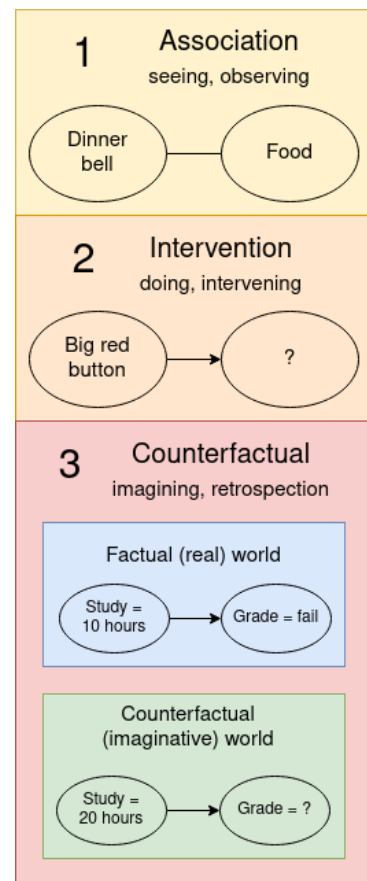 1
Association
seeing, observing
Dinner
bell
Food
2
Intervention
doing, intervening
Big red
button
?
3
Counterfactual
imagining, retrospection
Factual (real) world
Study =
10 hours
Grade = fail
Counterfactual
(imaginative) world
Study =
20 hours
Grade = ?